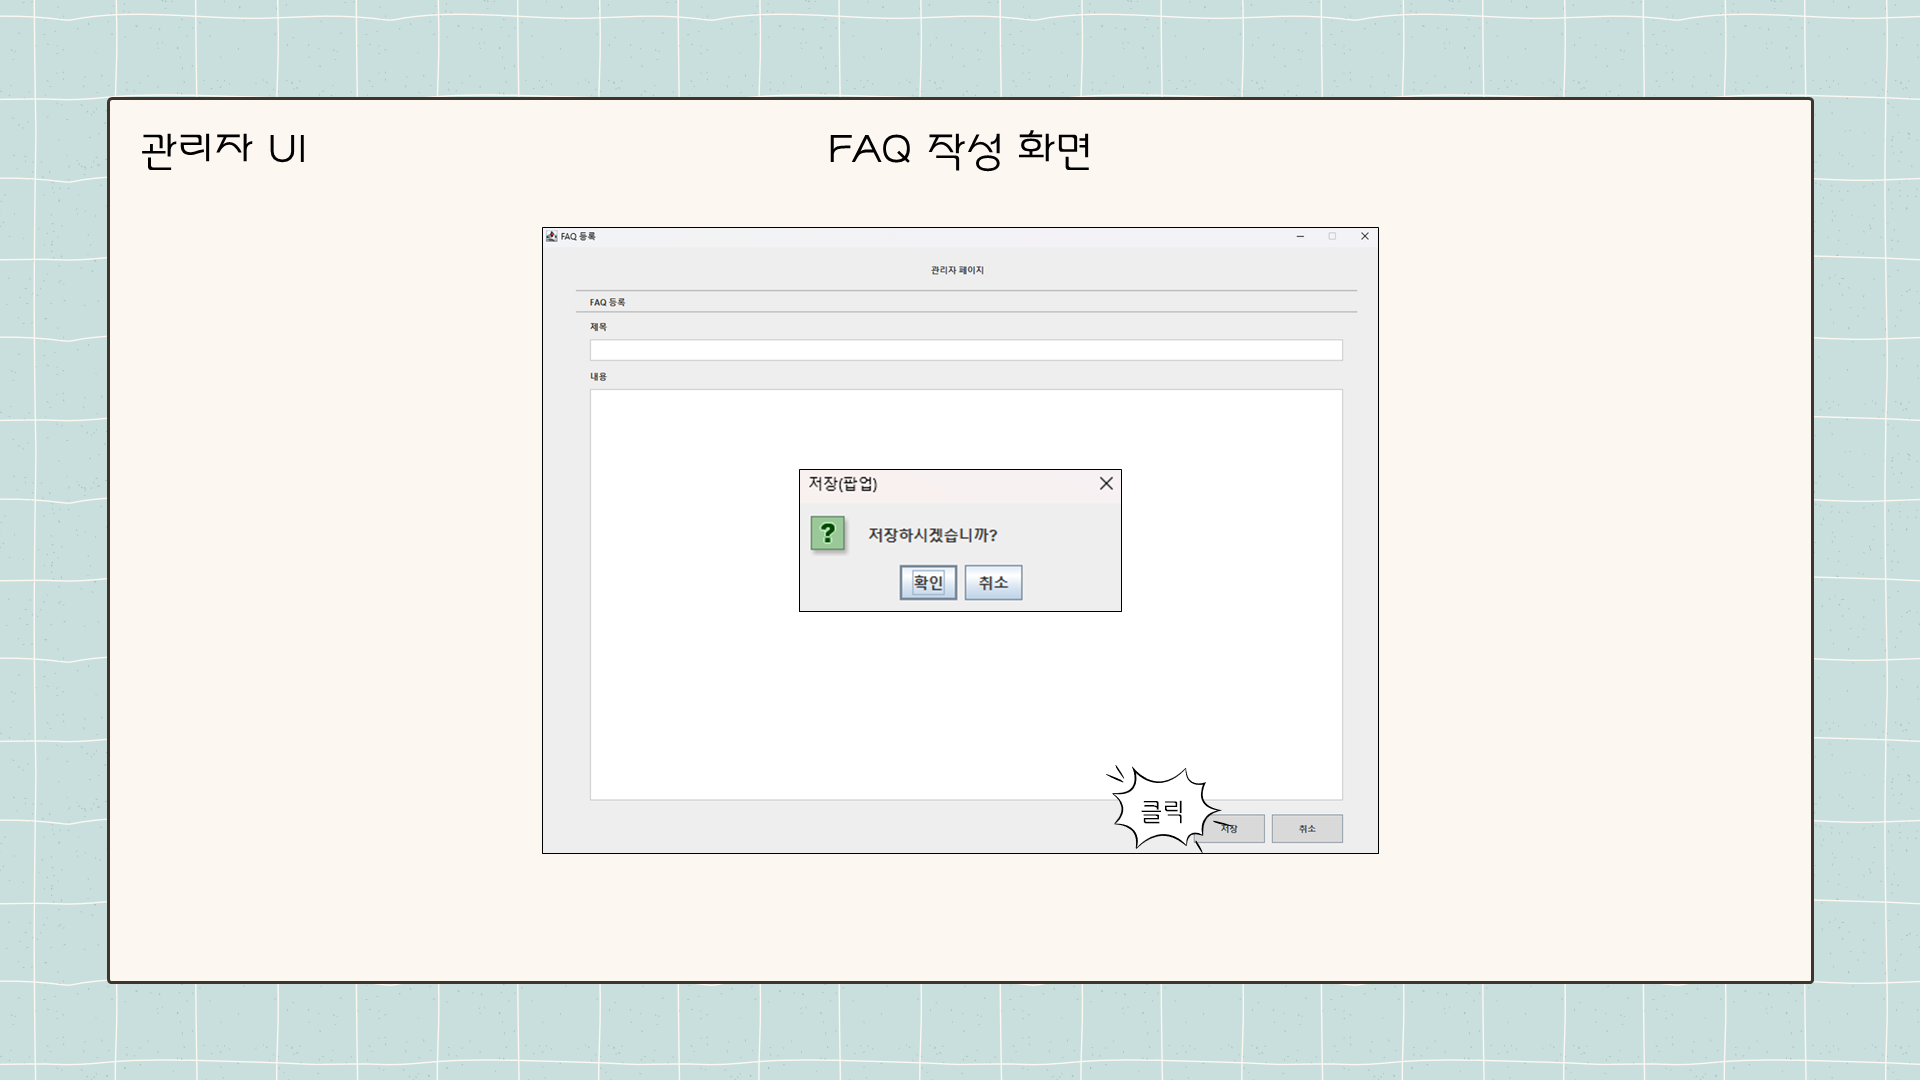 관리자 UI
FAQ 작성 화면
FAQ 등록
관리자 페이지
FAQ 등록
제목
내용
저장(팝업)
?
저장하시겠습니까?
확인 취소
클릭
저장 취소